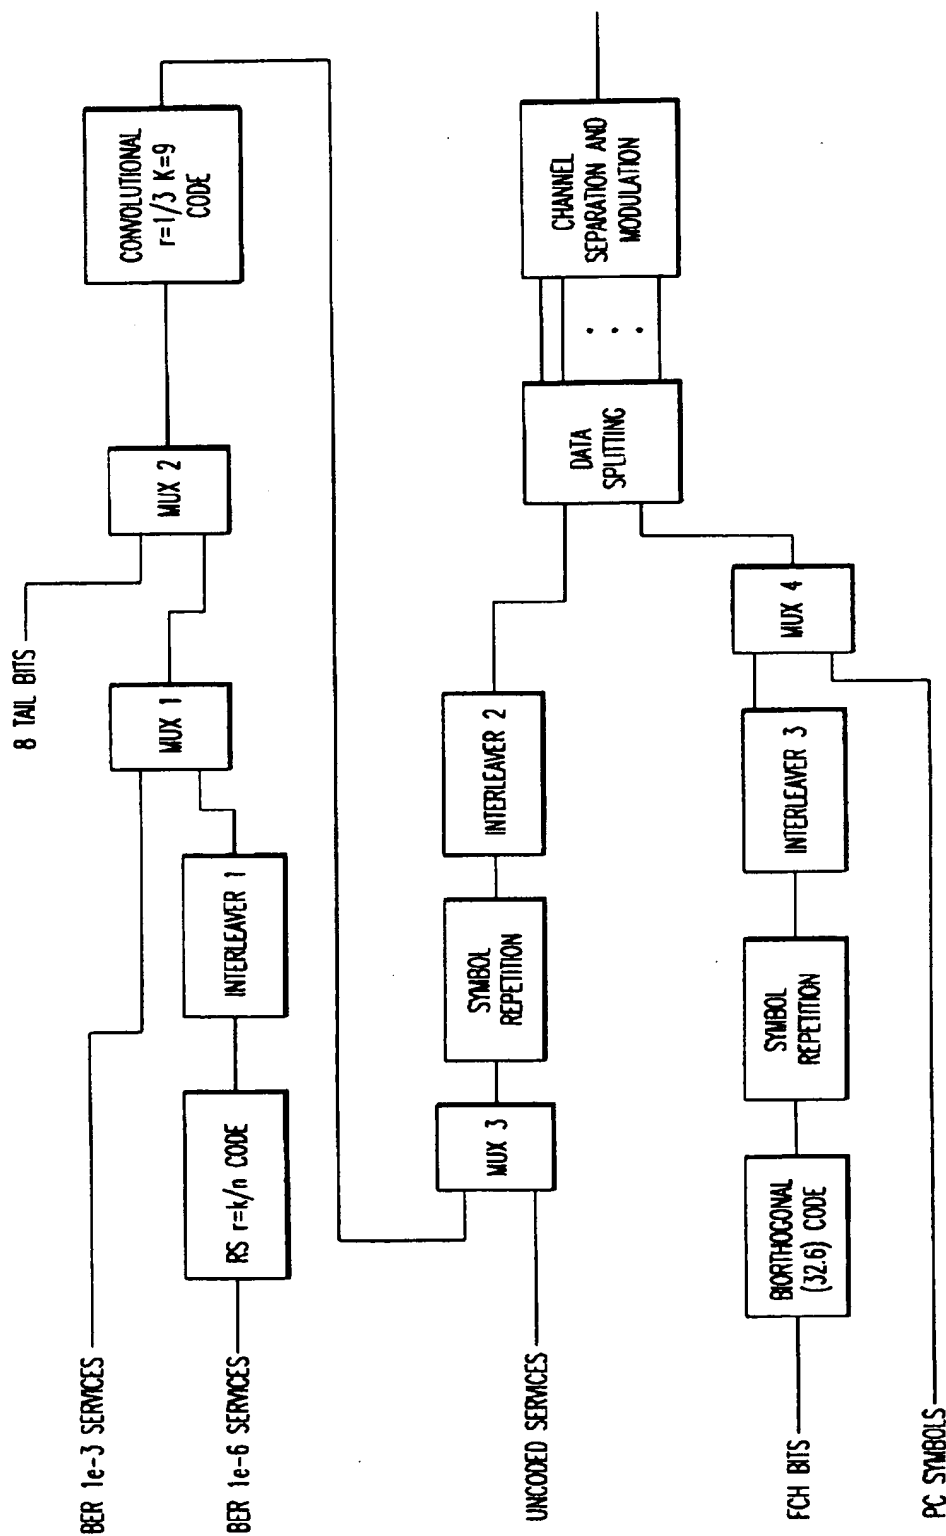 BER 1e-3 SERVICES
8 TAIL BITS
MUX 1
MUX 2
CONVOLUTIONAL
r=1/3 K=9
CODE
BER 1e-6 SERVICES
RS r=k/n CODE
INTERLEAVER 1
UNCODED SERVICES
MUX 3
SYMBOL
REPETITION
INTERLEAVER 2
DATA
SPLITTING
CHANNEL
SEPARATION AND
MODULATION
FCH BITS
BIORTHOGONAL
(32.6) CODE
SYMBOL
REPETITION
INTERLEAVER 3
MUX 4
PC SYMBOLS